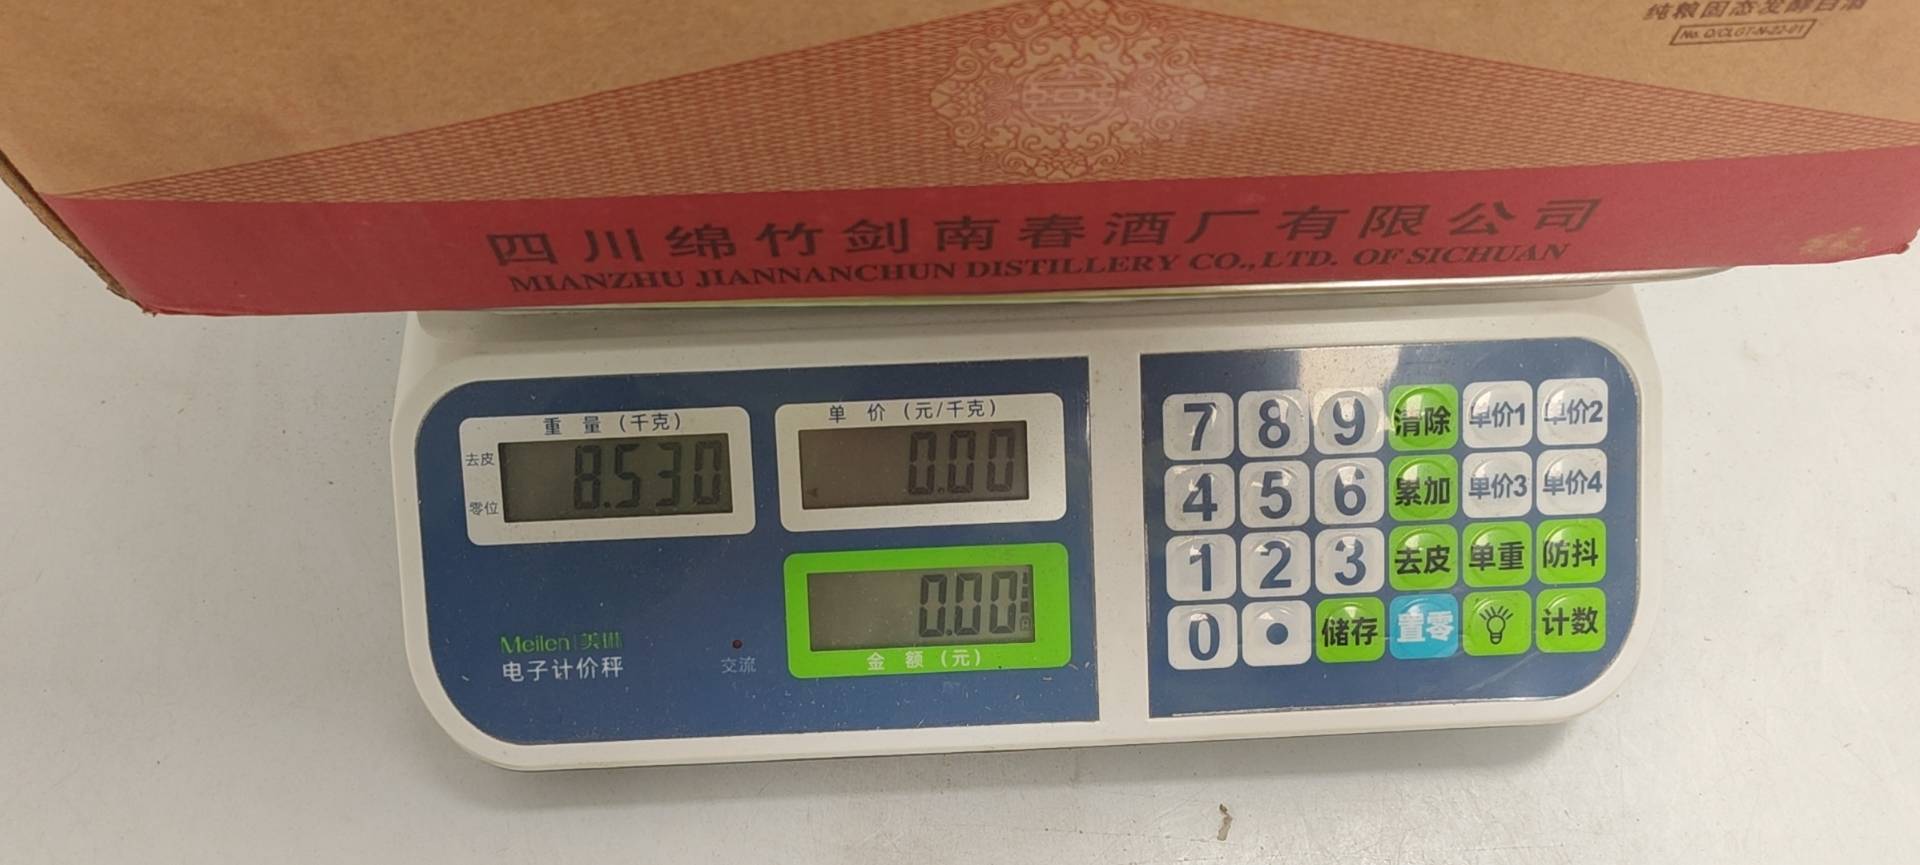 纯粮固态发酵白酒
No. Q/CLGT-N-22-01
四川绵竹剑南春酒厂有限公司
MIANZHU JIANNANCHUN DISTILLERY CO.,LTD. OF SICHUAN
重 量 (千克)
去皮
零位
8.530
单 价 (元/千克)
0.00
0.00
金 额 (元)
Meilen 美琳
电子计价秤
交流
7 8 9 清除 单价1 单价2
4 5 6 累加 单价3 单价4
1 2 3 去皮 单重 防抖
0 • 储存 置零 计数